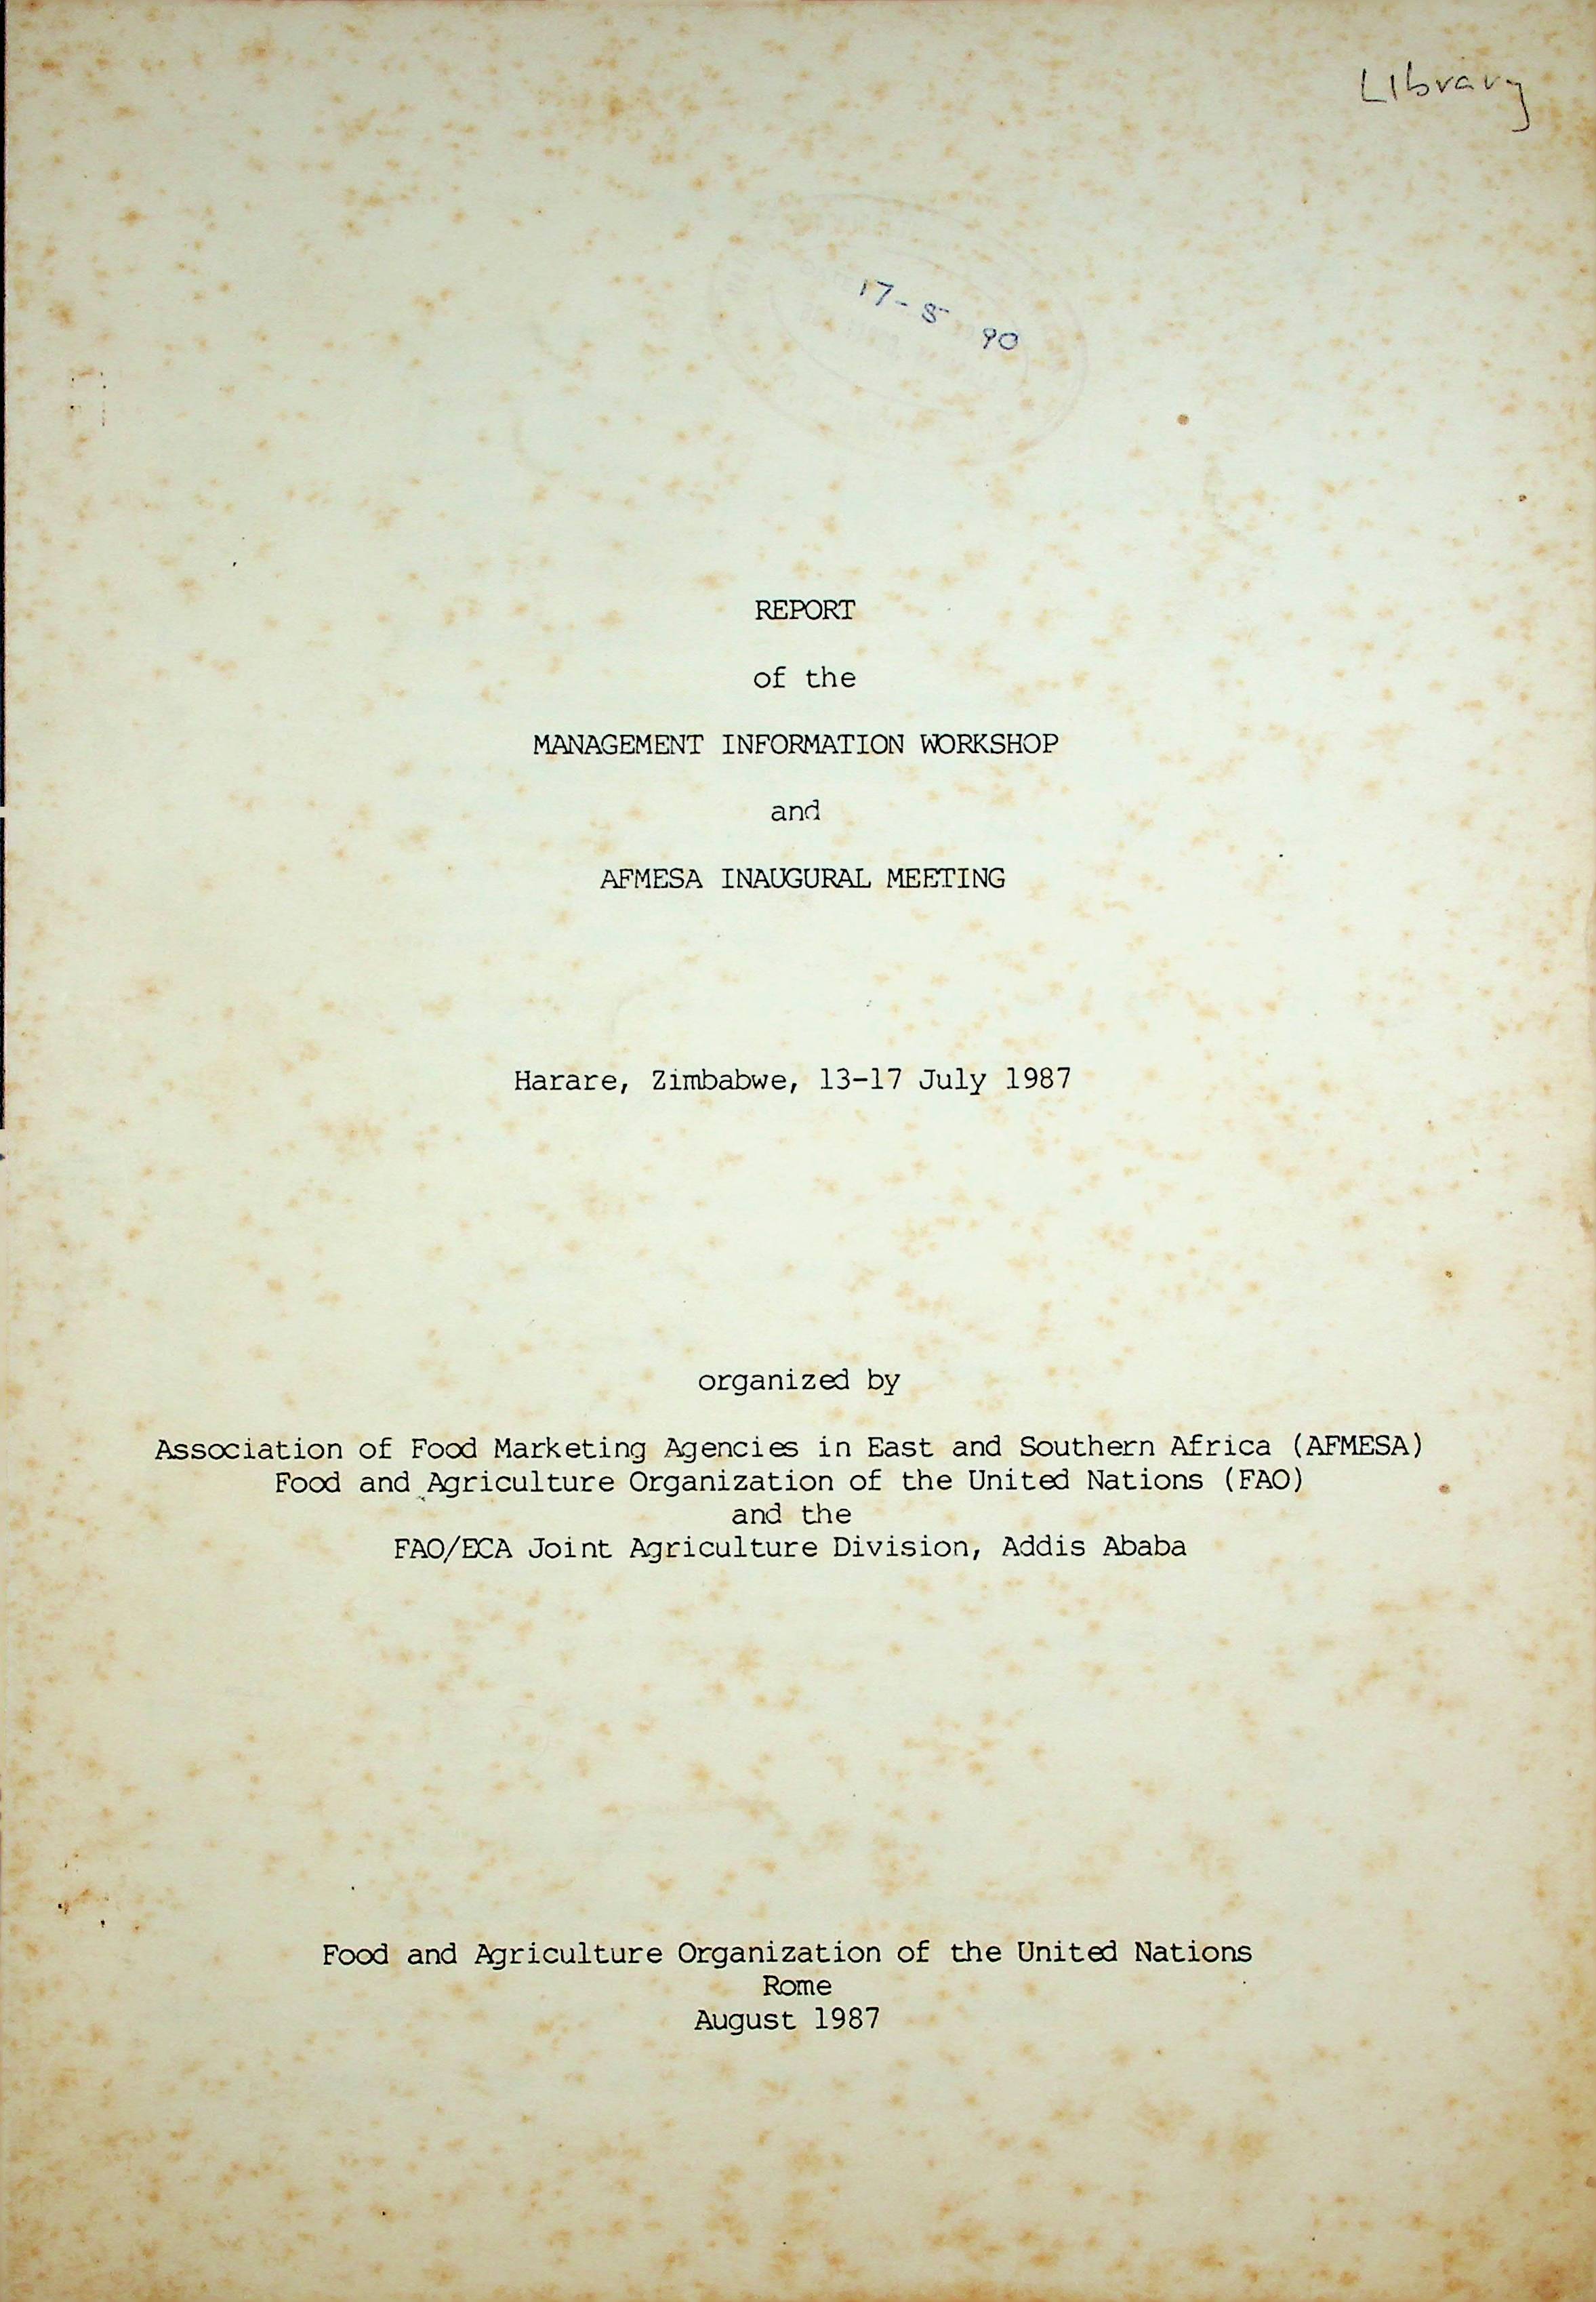 Library
17-8 90
REPORT
of the
MANAGEMENT INFORMATION WORKSHOP
and
AFMESA INAUGURAL MEETING
Harare, Zimbabwe, 13-17 July 1987
organized by
Association of Food Marketing Agencies in East and Southern Africa (AFMESA)
Food and Agriculture Organization of the United Nations (FAO)
and the
FAO/ECA Joint Agriculture Division, Addis Ababa
Food and Agriculture Organization of the United Nations
Rome
August 1987